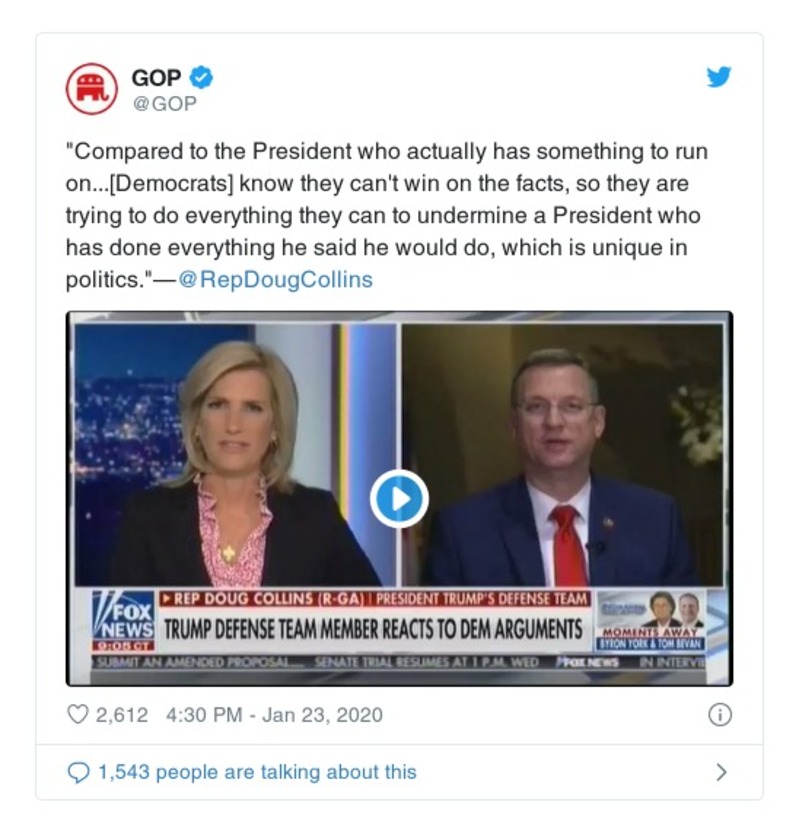 GOP
@GOP
"Compared to the President who actually has something to run
on...[Democrats] know they can't win on the facts, so they are
trying to do everything they can to undermine a President who
has done everything he said he would do, which is unique in
politics."—@RepDougCollins
FOX
NEWS
9:05 CT
REP DOUG COLLINS (R-GA) | PRESIDENT TRUMP'S DEFENSE TEAM
TRUMP DEFENSE TEAM MEMBER REACTS TO DEM ARGUMENTS
MOMENTS AWAY
BYRON YORK & TOM BEVAN
SUBMIT AN AMENDED PROPOSAL... SENATE TRIAL RESUMES AT 1 P.M. WED FOX NEWS IN INTERVI
2,612 4:30 PM - Jan 23, 2020
1,543 people are talking about this